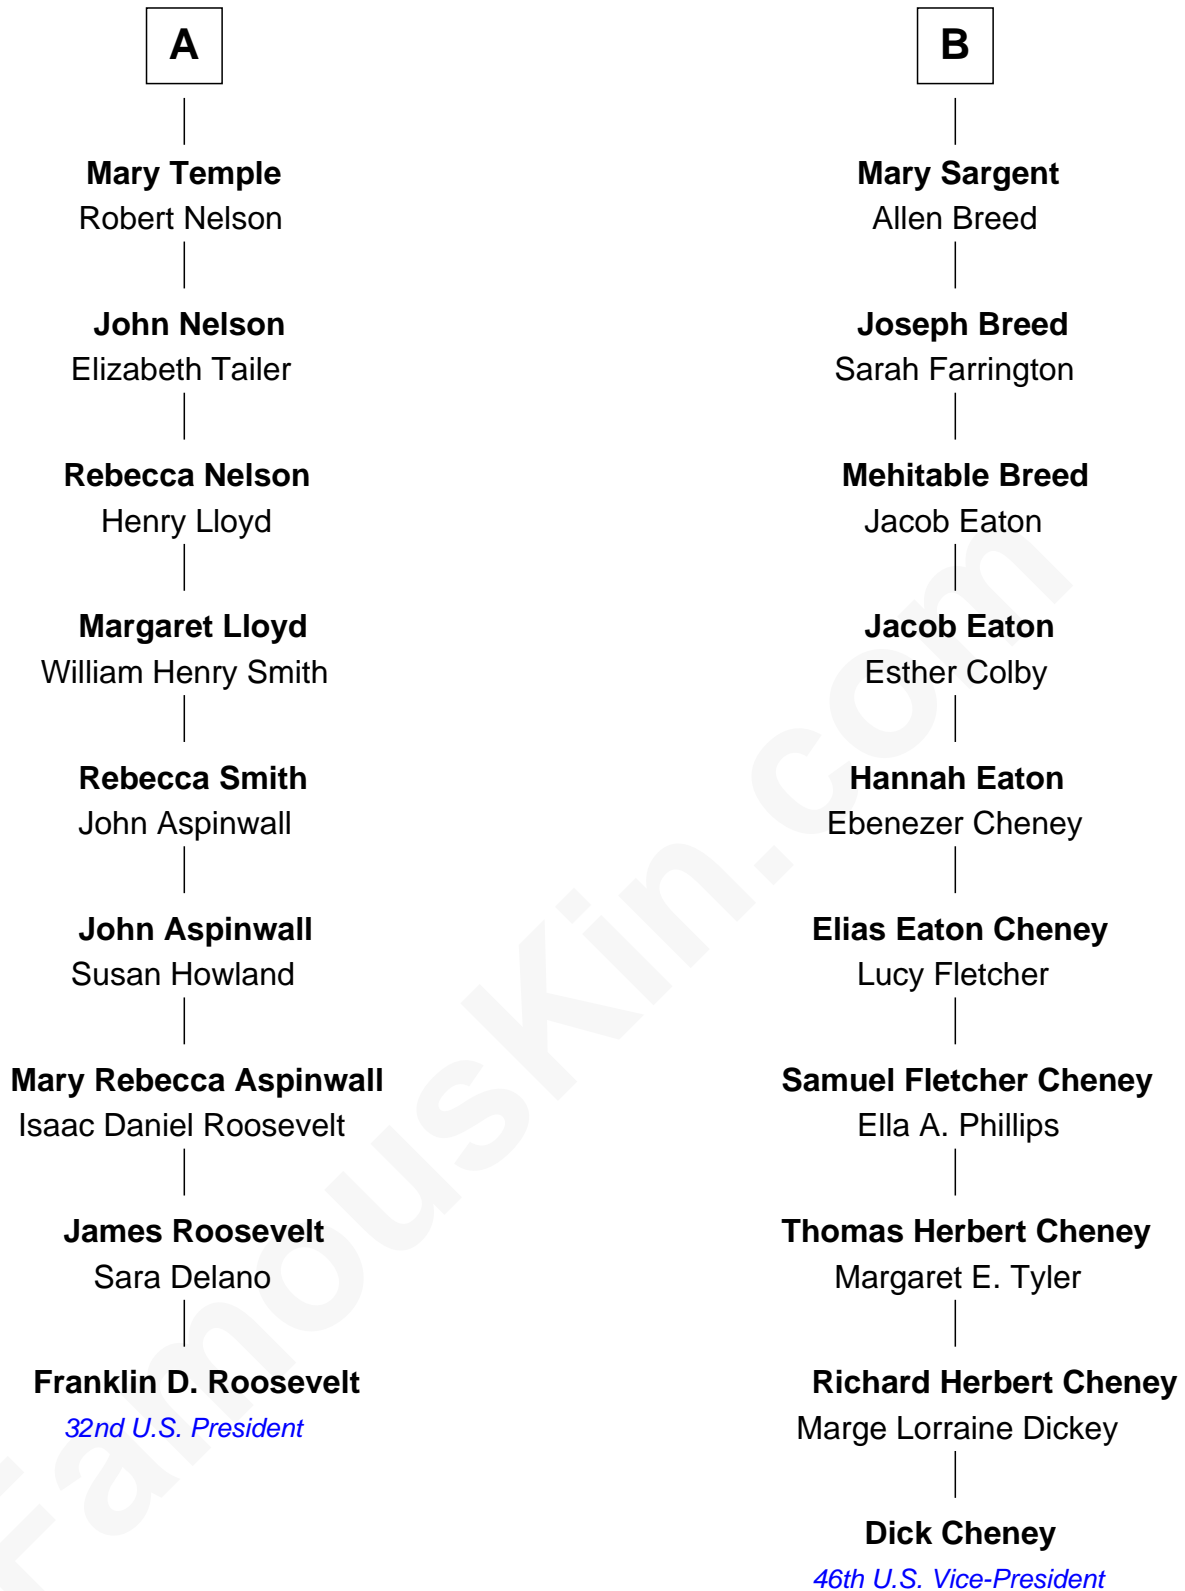 A
Mary Temple
Robert Nelson
John Nelson
Elizabeth Tailer
Rebecca Nelson
Henry Lloyd
Margaret Lloyd
William Henry Smith
Rebecca Smith
John Aspinwall
John Aspinwall
Susan Howland
Mary Rebecca Aspinwall
Isaac Daniel Roosevelt
James Roosevelt
Sara Delano
Franklin D. Roosevelt
32nd U.S. President
B
Mary Sargent
Allen Breed
Joseph Breed
Sarah Farrington
Mehitable Breed
Jacob Eaton
Jacob Eaton
Esther Colby
Hannah Eaton
Ebenezer Cheney
Elias Eaton Cheney
Lucy Fletcher
Samuel Fletcher Cheney
Ella A. Phillips
Thomas Herbert Cheney
Margaret E. Tyler
Richard Herbert Cheney
Marge Lorraine Dickey
Dick Cheney
46th U.S. Vice-President
FamousKin.com